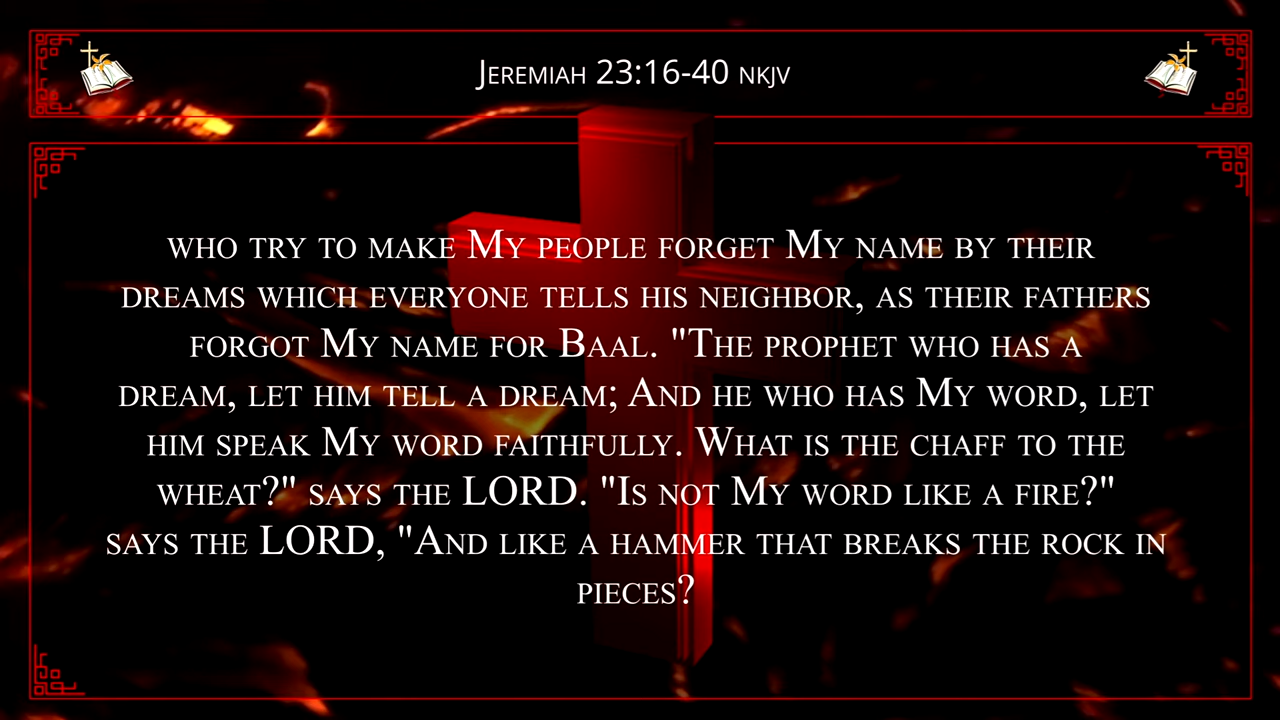 Jeremiah 23:16-40 NKJV
who try to make My people forget My name by their
dreams which everyone tells his neighbor, as their fathers
forgot My name for Baal. "The prophet who has a
dream, let him tell a dream; And he who has My word, let
him speak My word faithfully. What is the chaff to the
wheat?" says the LORD. "Is not My word like a fire?"
says the LORD, "And like a hammer that breaks the rock in
pieces?